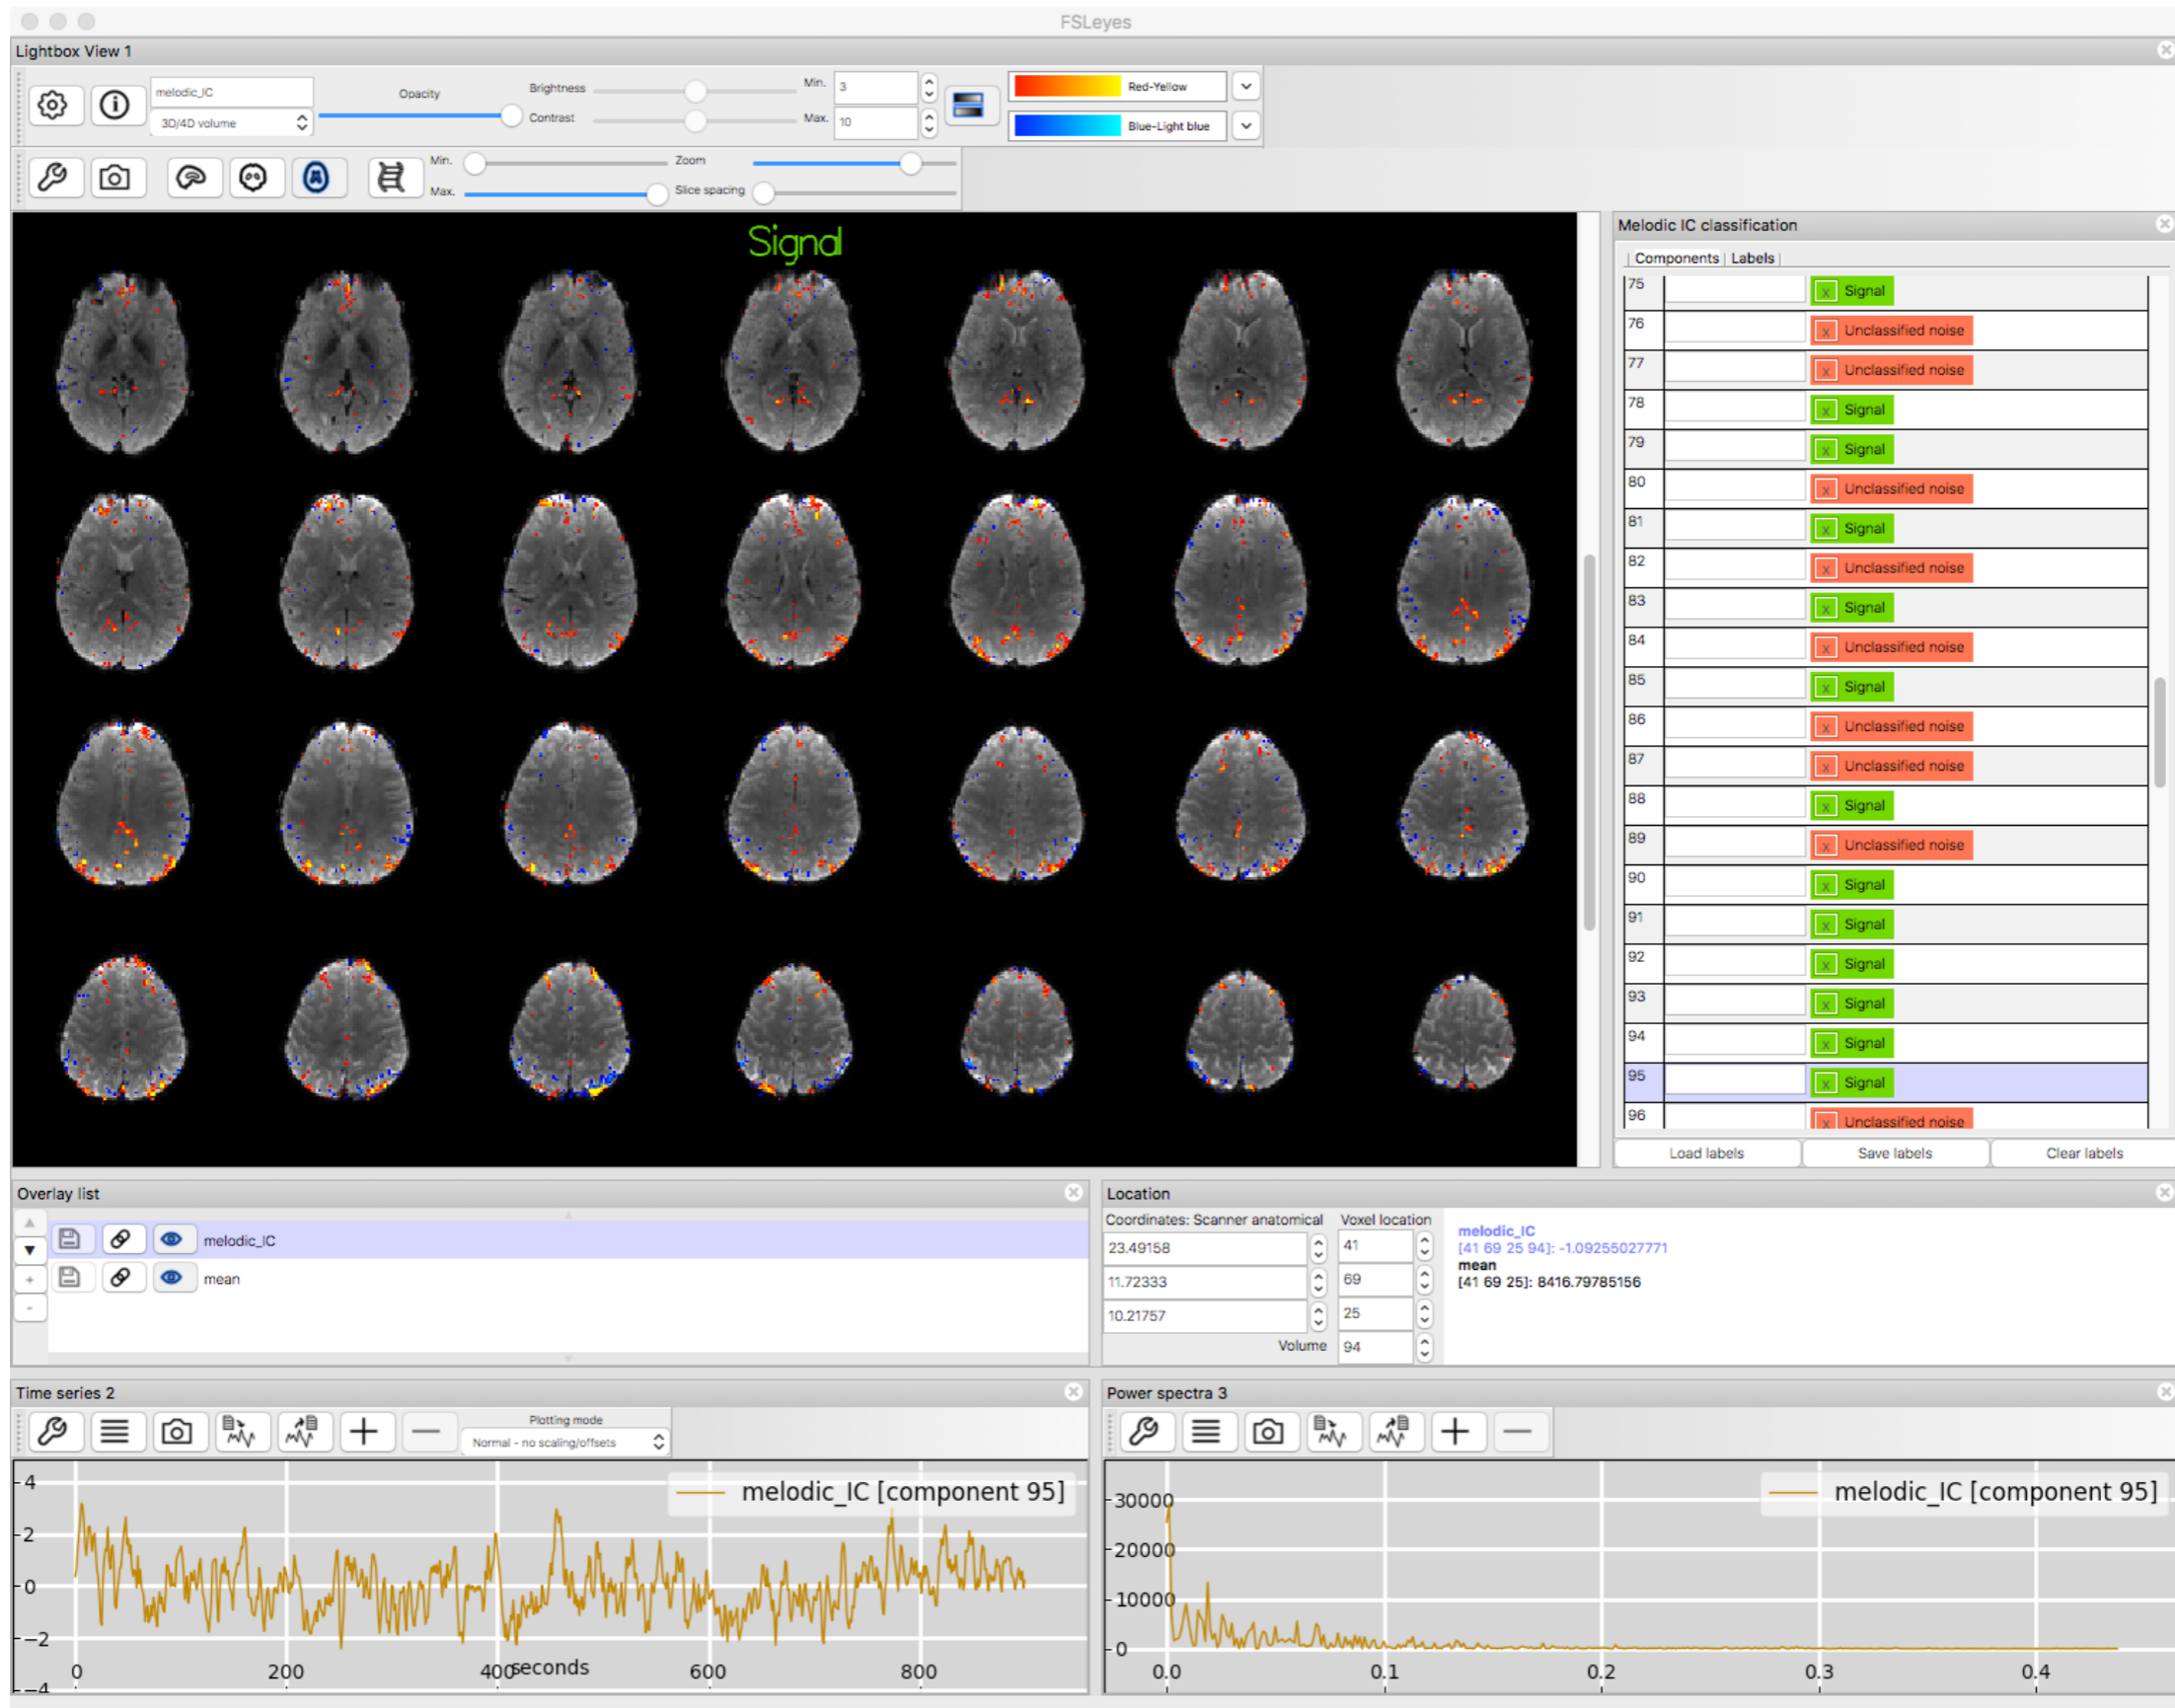 FSLeyes
Lightbox View 1
melodic_IC
3D/4D volume
Opacity
Brightness
Contrast
Min. 3
Max. 10
Red-Yellow
Blue-Light blue
Min.
Max.
Zoom
Slice spacing
Signal
Melodic IC classification
Components Labels
75 x Signal
76 x Unclassified noise
77 x Unclassified noise
78 x Signal
79 x Signal
80 x Unclassified noise
81 x Signal
82 x Unclassified noise
83 x Signal
84 x Unclassified noise
85 x Signal
86 x Unclassified noise
87 x Unclassified noise
88 x Signal
89 x Unclassified noise
90 x Signal
91 x Signal
92 x Signal
93 x Signal
94 x Signal
95 x Signal
96 x Unclassified noise
Load labels Save labels Clear labels
Overlay list
melodic_IC
mean
Location
Coordinates: Scanner anatomical Voxel location
23.49158 41
11.72333 69
10.21757 25
Volume 94
melodic_IC
[41 69 25 94]: -1.09255027771
mean
[41 69 25]: 8416.79785156
Time series 2
Plotting mode
Normal - no scaling/offsets
melodic_IC [component 95]
4
2
0
−2
−4
0 200 400 600 800
seconds
Power spectra 3
melodic_IC [component 95]
30000
20000
10000
0
0.0 0.1 0.2 0.3 0.4